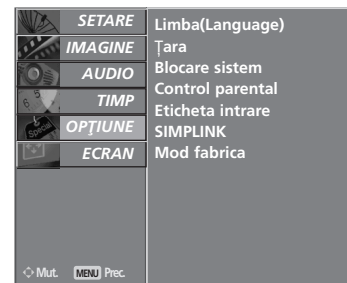 SETARE
IMAGINE
AUDIO
TIMP
Special
OPŢIUNE
ECRAN
Mut.
MENU Prec.
Limba(Language)
Ţara
Blocare sistem
Control parental
Eticheta intrare
SIMPLINK
Mod fabrica